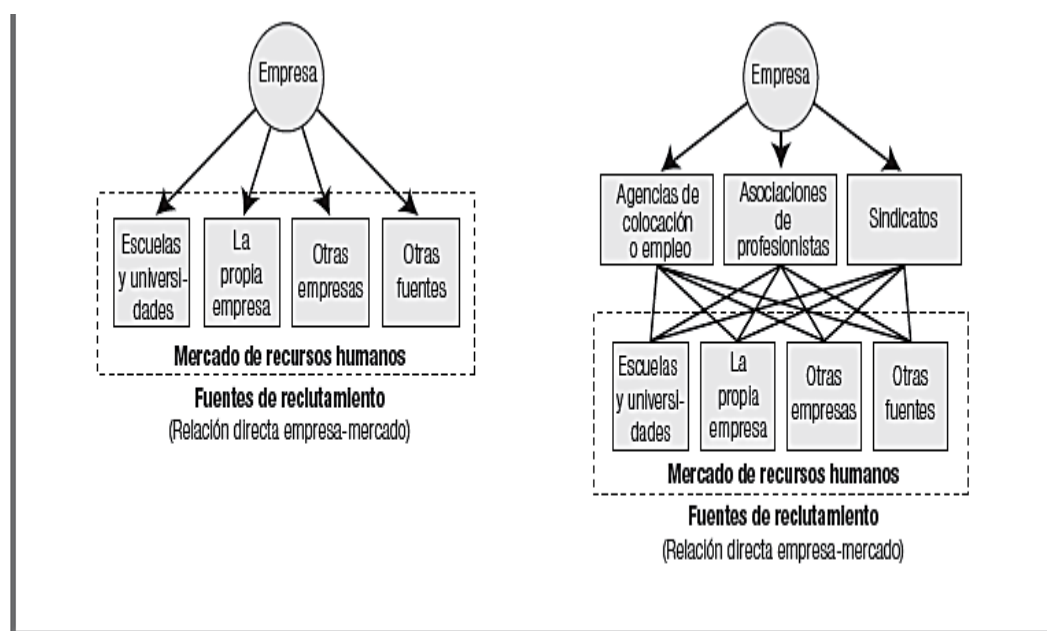 Empresa
Escuelas
y universi-
dades
La
propia
empresa
Otras
empresas
Otras
fuentes
Mercado de recursos humanos
Fuentes de reclutamiento
(Relación directa empresa-mercado)
Empresa
Agencias de
colocación
o empleo
Asociaciones
de
profesionistas
Sindicatos
Escuelas
y universi-
dades
La
propia
empresa
Otras
empresas
Otras
fuentes
Mercado de recursos humanos
Fuentes de reclutamiento
(Relación directa empresa-mercado)